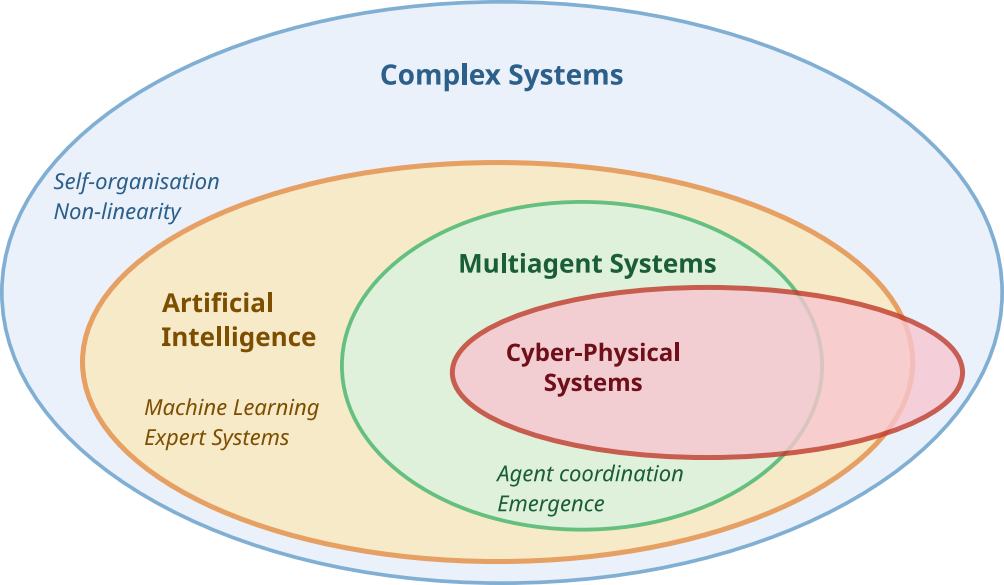 Complex Systems
Self-organisation
Non-linearity
Multiagent Systems
Artificial
Intelligence
Cyber-Physical
Systems
Machine Learning
Expert Systems
Agent coordination
Emergence